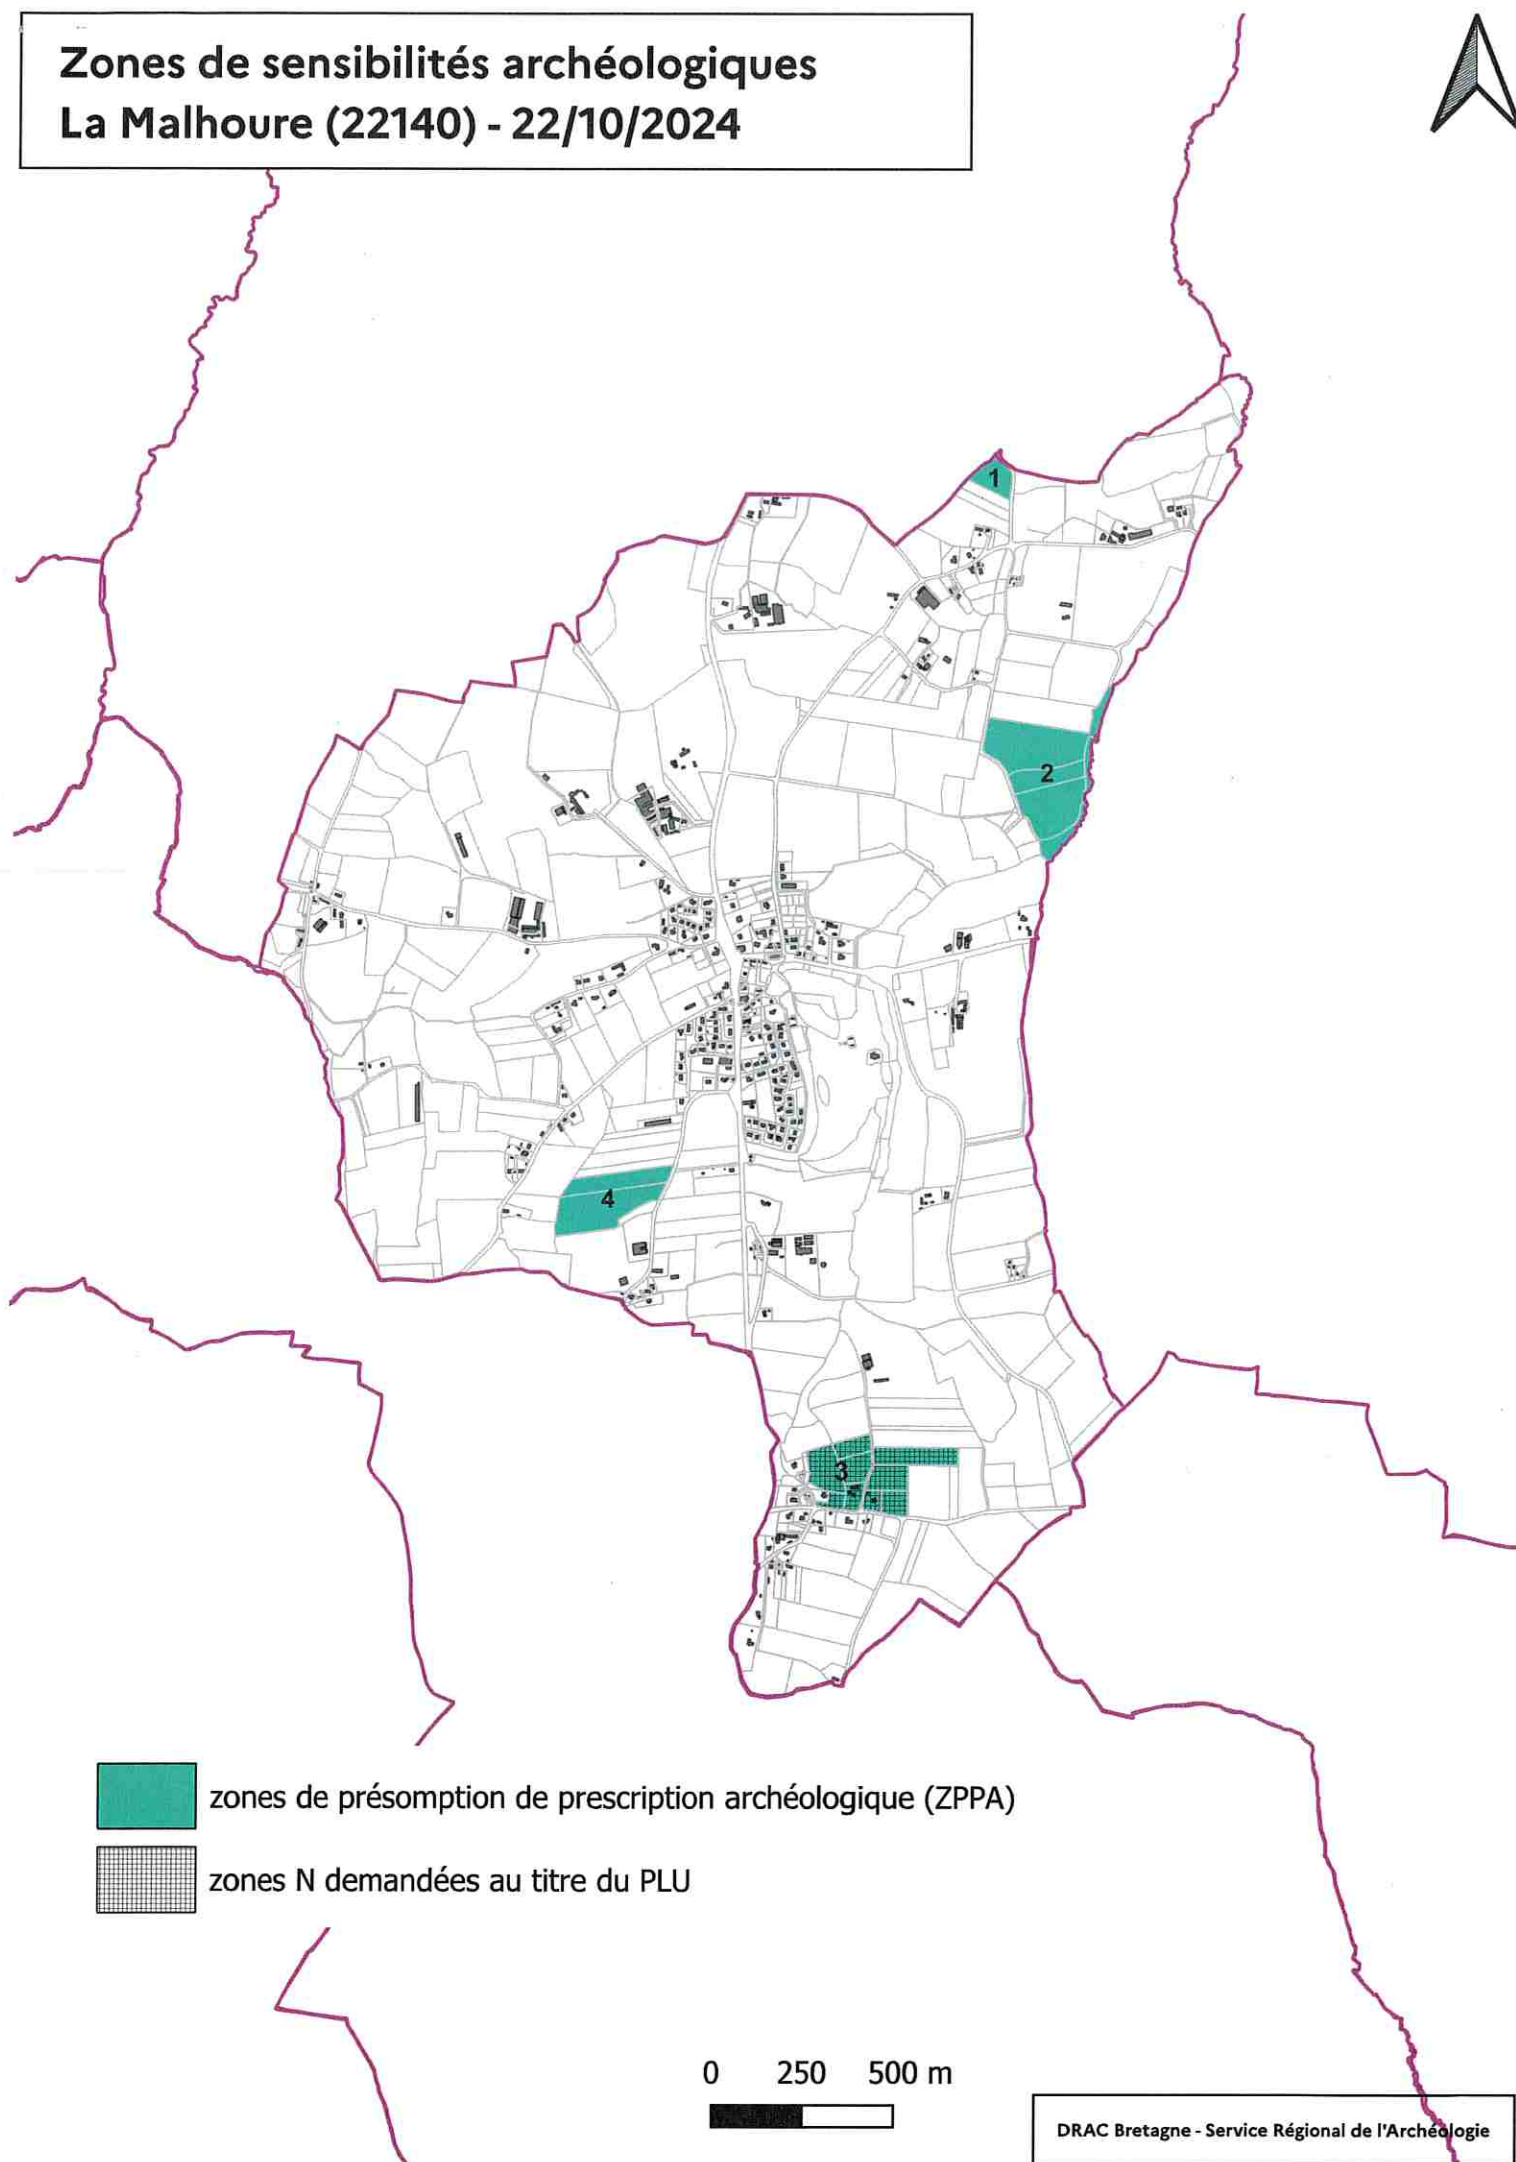 Zones de sensibilités archéologiques
La Malhoure (22140) - 22/10/2024
1
2
4
3
zones de présomption de prescription archéologique (ZPPA)
zones N demandées au titre du PLU
0 250 500 m
DRAC Bretagne - Service Régional de l'Archéologie